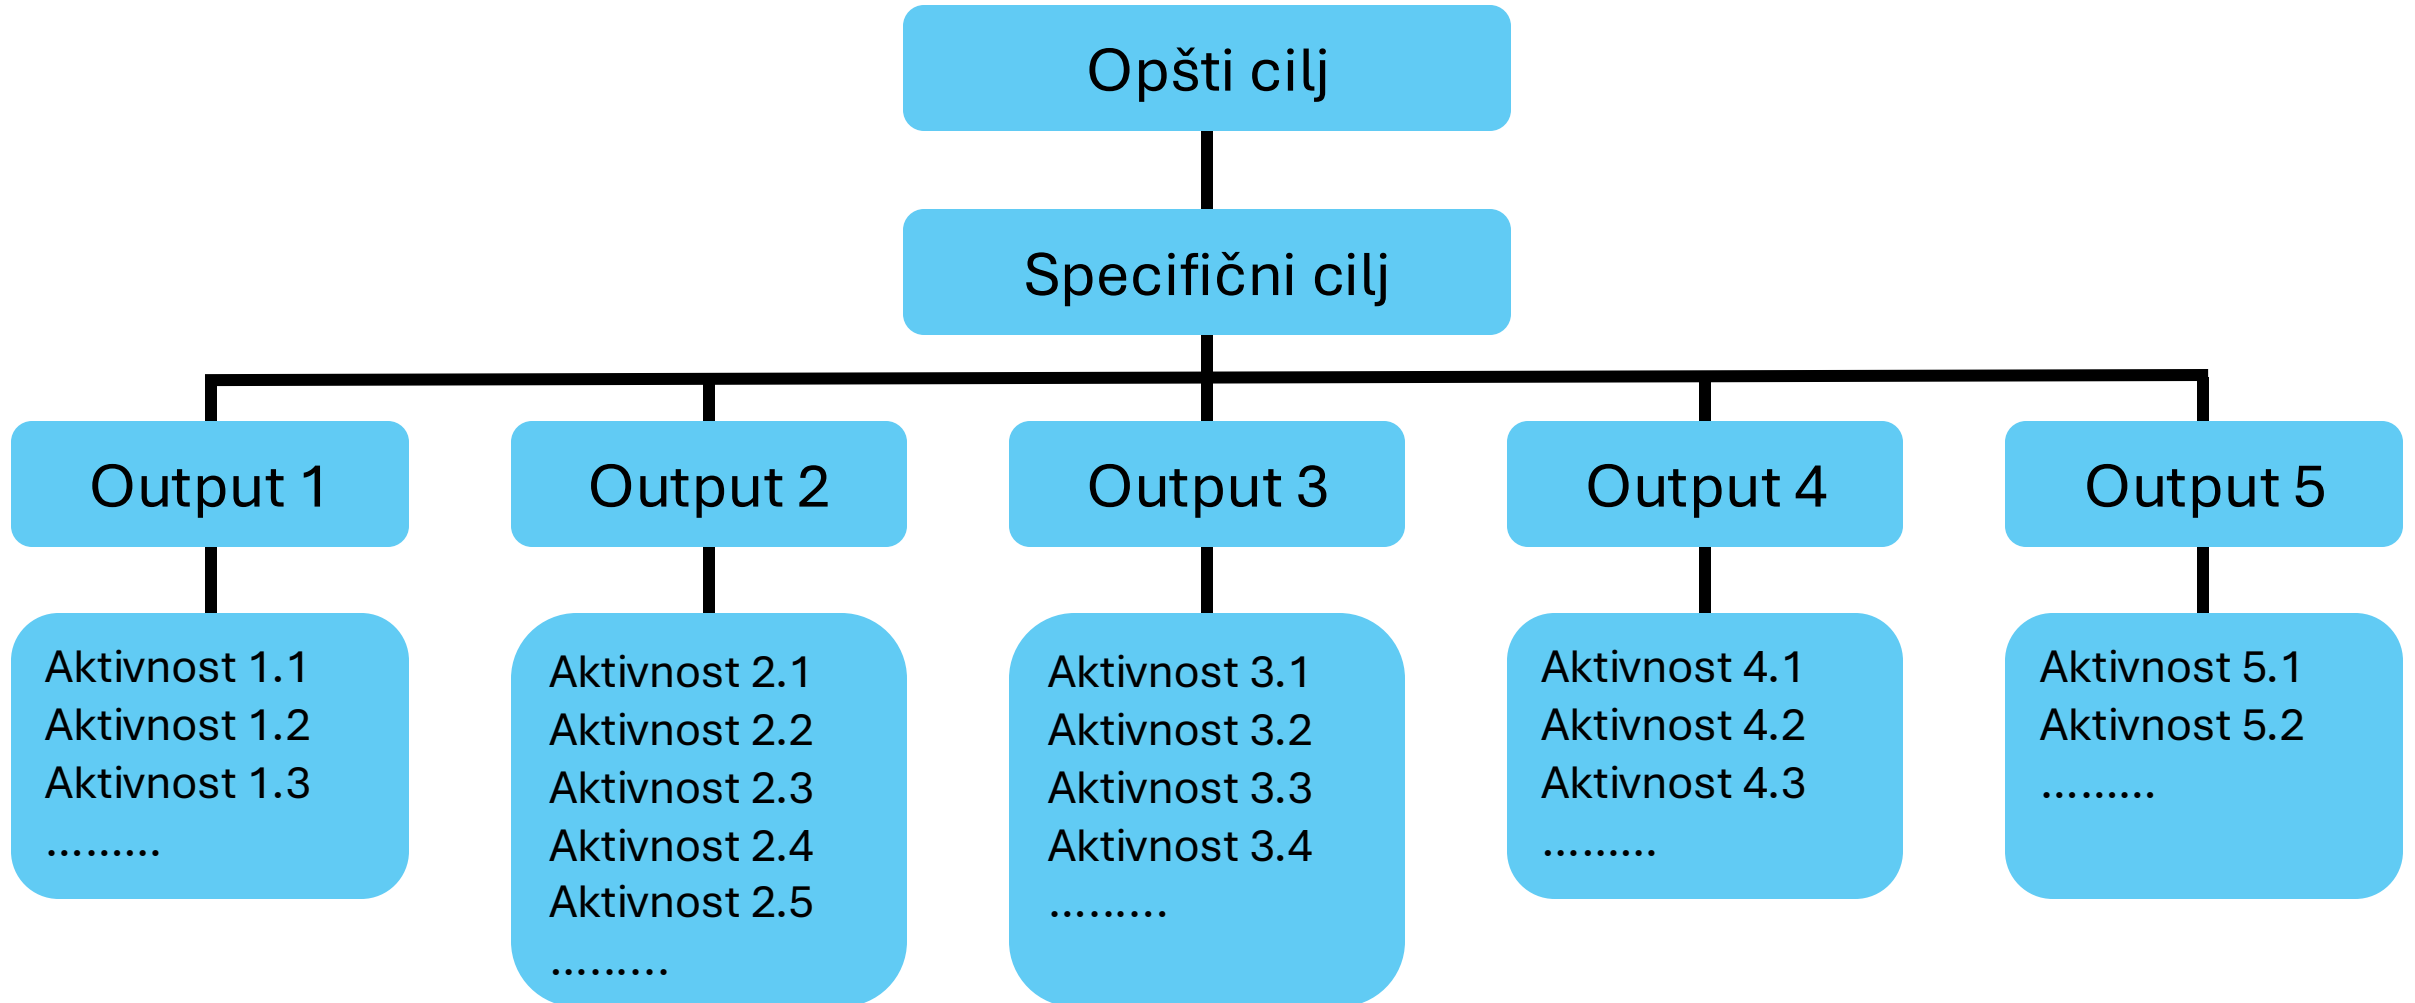 Opšti cilj
Specifični cilj
Output 1
Output 2
Output 3
Output 4
Output 5
Aktivnost 1.1
Aktivnost 1.2
Aktivnost 1.3
.........
Aktivnost 2.1
Aktivnost 2.2
Aktivnost 2.3
Aktivnost 2.4
Aktivnost 2.5
.........
Aktivnost 3.1
Aktivnost 3.2
Aktivnost 3.3
Aktivnost 3.4
.........
Aktivnost 4.1
Aktivnost 4.2
Aktivnost 4.3
.........
Aktivnost 5.1
Aktivnost 5.2
.........